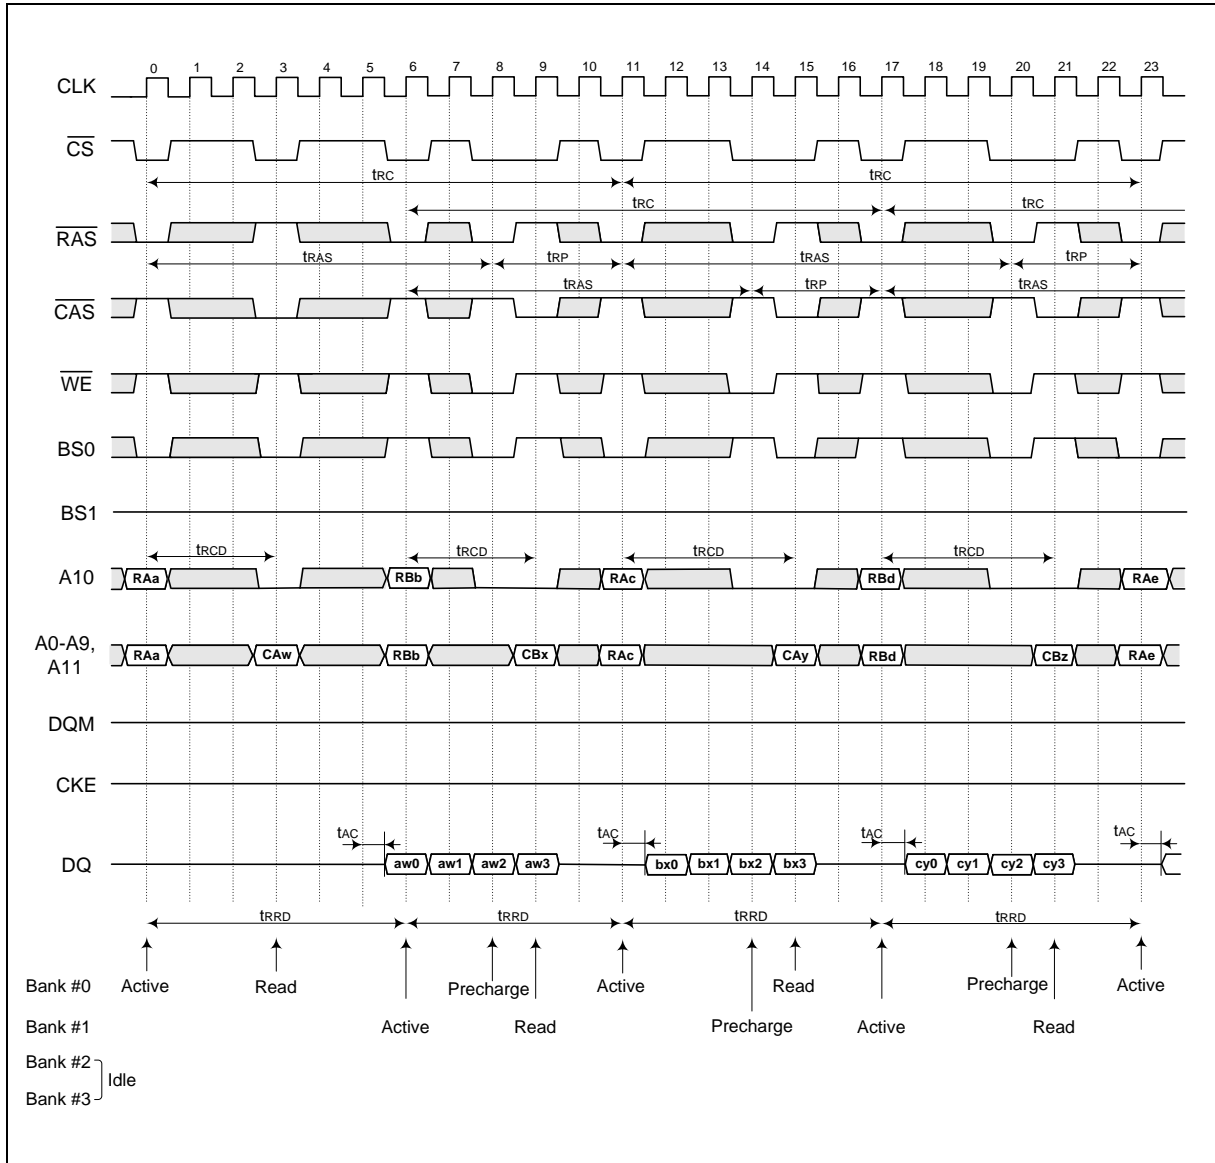 0 1 2 3 4 5 6 7 8 9 10 11 12 13 14 15 16 17 18 19 20 21 22 23
CLK
CS
tRC tRC
tRC tRC
RAS
tRAS tRP tRAS tRP
tRAS tRP tRAS
CAS
WE
BS0
BS1
tRCD tRCD tRCD tRCD
A10 RAa RBb RAc RBd RAe
A0-A9,
A11
RAa CAw RBb CBx RAc CAy RBd CBz RAe
DQM
CKE
tAC tAC tAC tAC
DQ aw0 aw1 aw2 aw3 bx0 bx1 bx2 bx3 cy0 cy1 cy2 cy3
tRRD tRRD tRRD tRRD
Bank #0 Active Read Precharge Active Read Precharge Active
Bank #1 Active Read Precharge Active Read
Bank #2
Idle
Bank #3